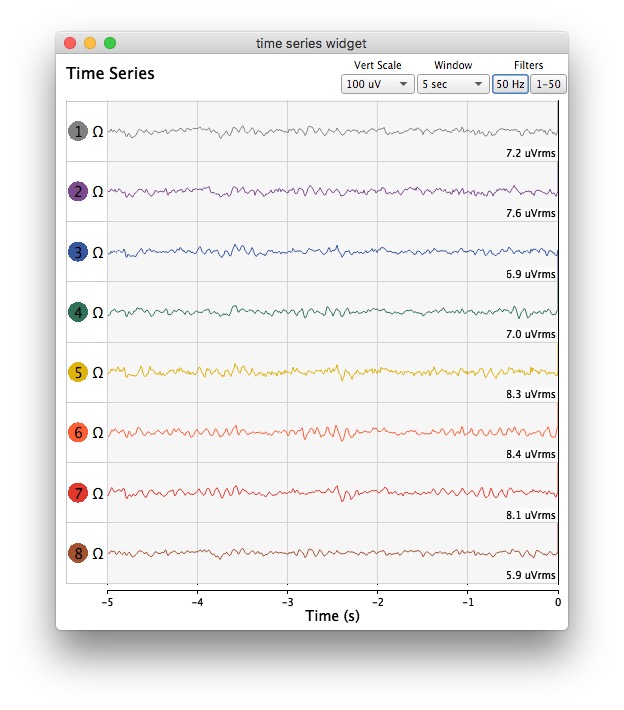 time series widget
Time Series
Vert Scale Window Filters
100 uV 5 sec 50 Hz 1-50
1 Ω
7.2 uVrms
2 Ω
7.6 uVrms
3 Ω
6.9 uVrms
4 Ω
7.0 uVrms
5 Ω
8.3 uVrms
6 Ω
8.4 uVrms
7 Ω
8.1 uVrms
8 Ω
5.9 uVrms
-5 -4 -3 -2 -1 0
Time (s)